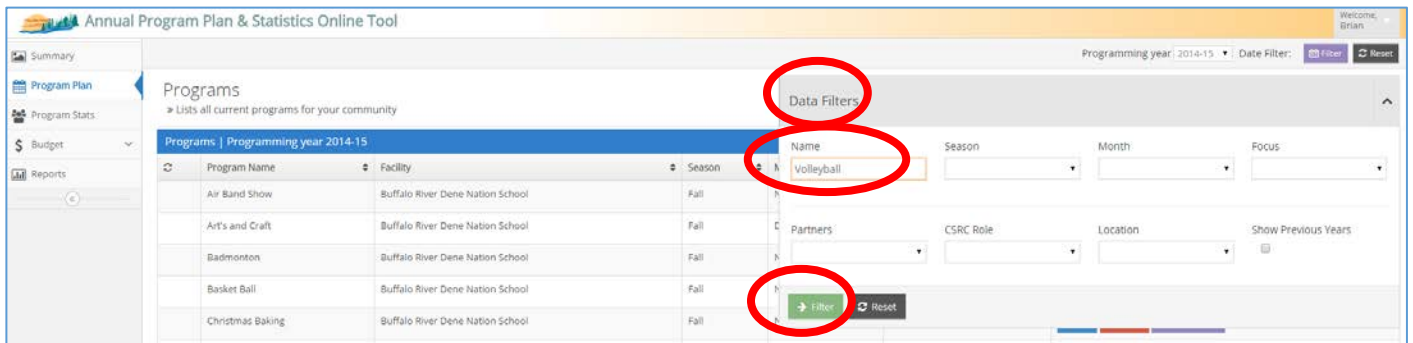 Annual Program Plan & Statistics Online Tool
Welcome,
Brian
Summary
Program Plan
Program Stats
$ Budget
Reports
Programming year 2014-15 Date Filter: Filter Reset
Programs
» Lists all current programs for your community
Programs | Programming year 2014-15
Program Name Facility Season
Air Band Show Buffalo River Dene Nation School Fall
Art's and Craft Buffalo River Dene Nation School Fall
Badmonton Buffalo River Dene Nation School Fall
Basket Ball Buffalo River Dene Nation School Fall
Christmas Baking Buffalo River Dene Nation School Fall
Data Filters
Name Season Month Focus
Volleyball
Partners CSRC Role Location Show Previous Years
Filter Reset